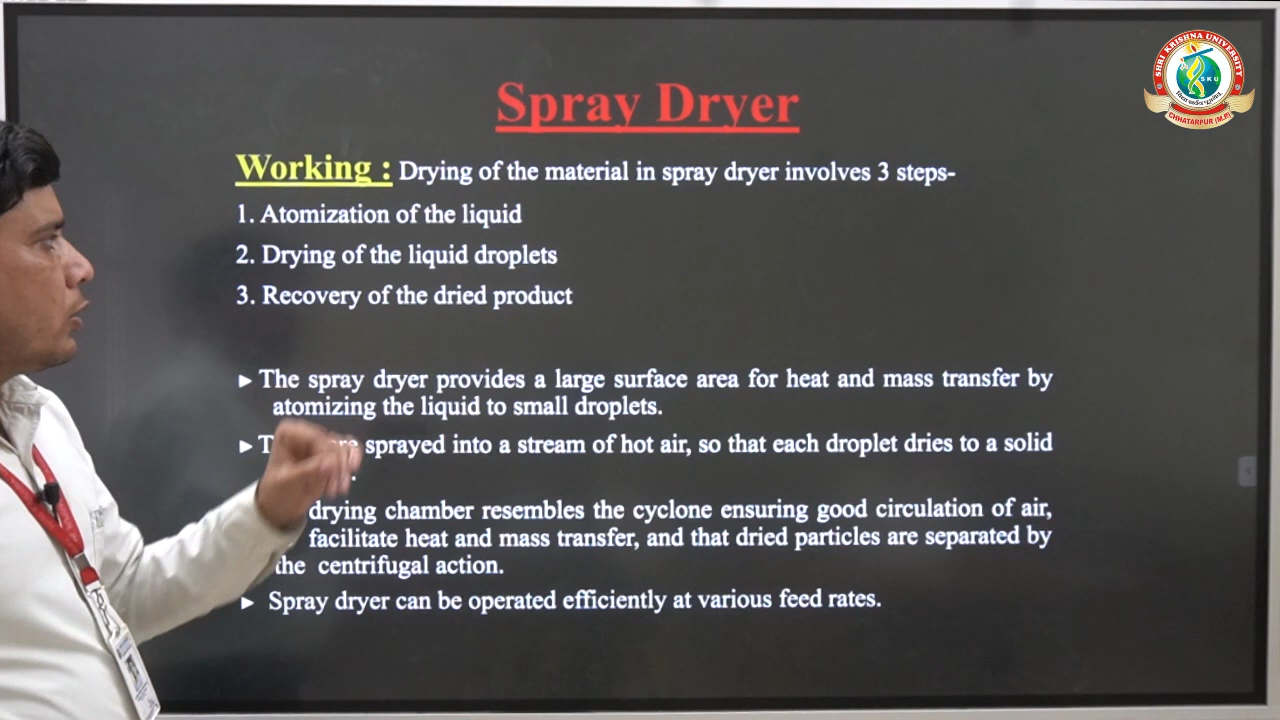 SHRI KRISHNA UNIVERSITY
SKU
CHHATARPUR (M.P.)
Spray Dryer
Working : Drying of the material in spray dryer involves 3 steps-
1. Atomization of the liquid
2. Drying of the liquid droplets
3. Recovery of the dried product
► The spray dryer provides a large surface area for heat and mass transfer by
atomizing the liquid to small droplets.
► sprayed into a stream of hot air, so that each droplet dries to a solid
drying chamber resembles the cyclone ensuring good circulation of air,
facilitate heat and mass transfer, and that dried particles are separated by
the centrifugal action.
► Spray dryer can be operated efficiently at various feed rates.